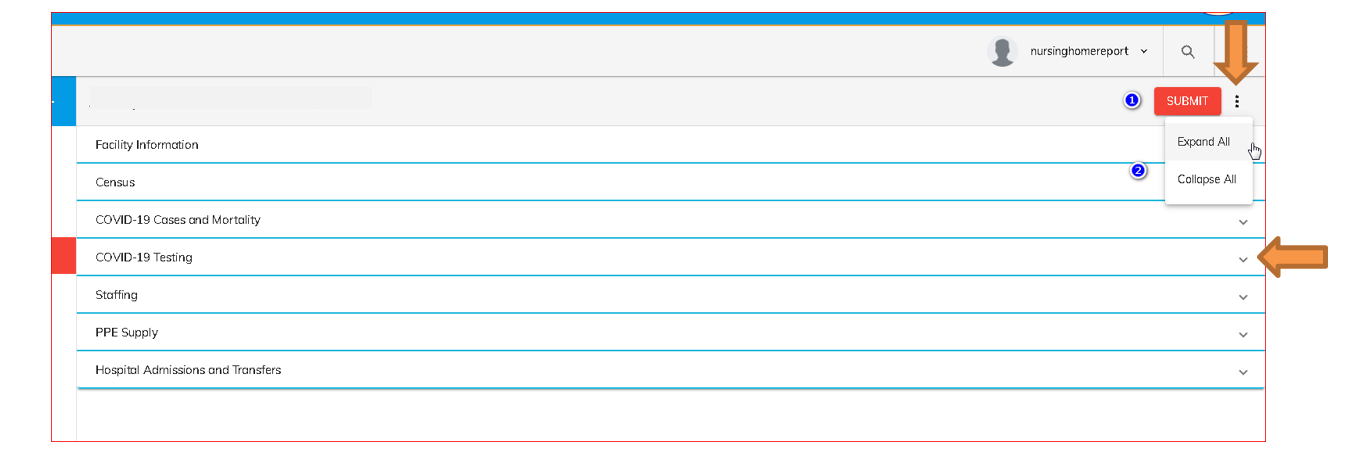 nursinghomereport
1 SUBMIT
Facility Information
Expand All
2
Census
Collapse All
COVID-19 Cases and Mortality
COVID-19 Testing
Staffing
PPE Supply
Hospital Admissions and Transfers